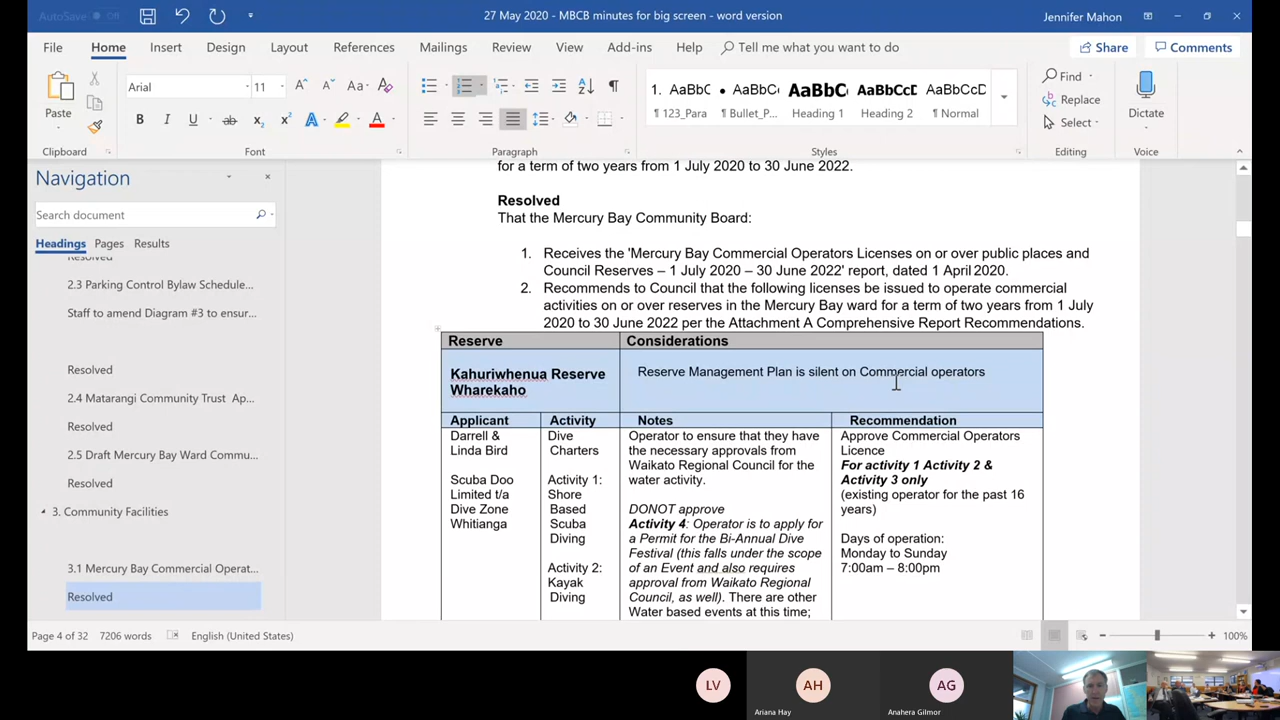 AutoSave Off
27 May 2020 - MBCB minutes for big screen - word version
Jennifer Mahon
File Home Insert Design Layout References Mailings Review View Add-ins Help Tell me what you want to do Share Comments
Paste
Arial 11
1. AaBbC AaBbC AaBbC AaBbCcD AaBbCcD
¶ 123_Para ¶ Bullet_P... Heading 1 Heading 2 ¶ Normal
Find
Replace
Select
Dictate
Clipboard Font Paragraph Styles Editing Voice
Navigation
Search document
Headings Pages Results
Resolved
2.3 Parking Control Bylaw Schedule...
Staff to amend Diagram #3 to ensur...
Resolved
2.4 Matarangi Community Trust Ap...
Resolved
2.5 Draft Mercury Bay Ward Commu...
Resolved
3. Community Facilities
3.1 Mercury Bay Commercial Operat...
Resolved
for a term of two years from 1 July 2020 to 30 June 2022.
Resolved
That the Mercury Bay Community Board:
1. Receives the 'Mercury Bay Commercial Operators Licenses on or over public places and
Council Reserves – 1 July 2020 – 30 June 2022' report, dated 1 April 2020.
2. Recommends to Council that the following licenses be issued to operate commercial
activities on or over reserves in the Mercury Bay ward for a term of two years from 1 July
2020 to 30 June 2022 per the Attachment A Comprehensive Report Recommendations.
Reserve Considerations
Kahuriwhenua Reserve
Wharekaho
Reserve Management Plan is silent on Commercial operators
Applicant Activity Notes Recommendation
Darrell &
Linda Bird
Scuba Doo
Limited t/a
Dive Zone
Whitianga
Dive
Charters
Activity 1:
Shore
Based
Scuba
Diving
Activity 2:
Kayak
Diving
Operator to ensure that they have
the necessary approvals from
Waikato Regional Council for the
water activity.
DONOT approve
Activity 4: Operator is to apply for
a Permit for the Bi-Annual Dive
Festival (this falls under the scope
of an Event and also requires
approval from Waikato Regional
Council, as well). There are other
Water based events at this time;
Approve Commercial Operators
Licence
For activity 1 Activity 2 &
Activity 3 only
(existing operator for the past 16
years)
Days of operation:
Monday to Sunday
7:00am – 8:00pm
Page 4 of 32 7206 words English (United States) 100%
LV AH AG
Ariana Hay Anahera Gilmor